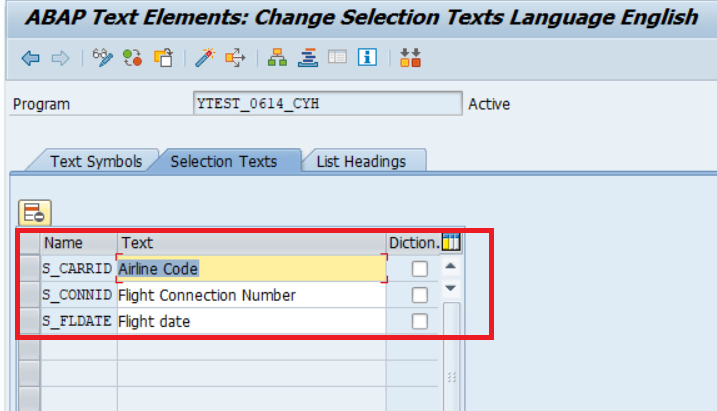 ABAP Text Elements: Change Selection Texts Language English
Program YTEST_0614_CYH Active
Text Symbols Selection Texts List Headings
Name Text Diction.
S_CARRID Airline Code
S_CONNID Flight Connection Number
S_FLDATE Flight date